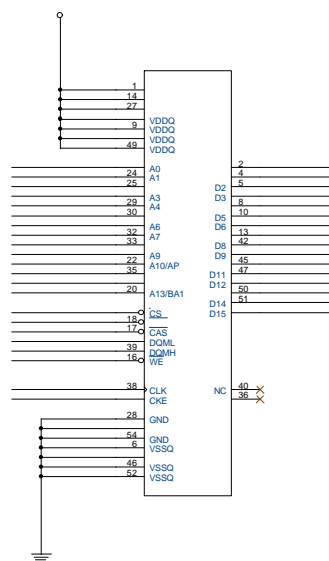 1
14
27
VDDQ
9
VDDQ
VDDQ
49
VDDQ
A0
2
24
A1
4
25
D2
5
A3
D3
29
A4
8
30
D5
10
A6
D6
32
A7
13
33
D8
42
A9
D9
22
A10/AP
45
35
D11
47
D12
20
A13/BA1
50
D14
51
D15
CS
18
17
CAS
DQML
39
DQMH
16
WE
38
CLK
NC
40
CKE
36
28
GND
54
GND
6
VSSQ
46
VSSQ
52
VSSQ